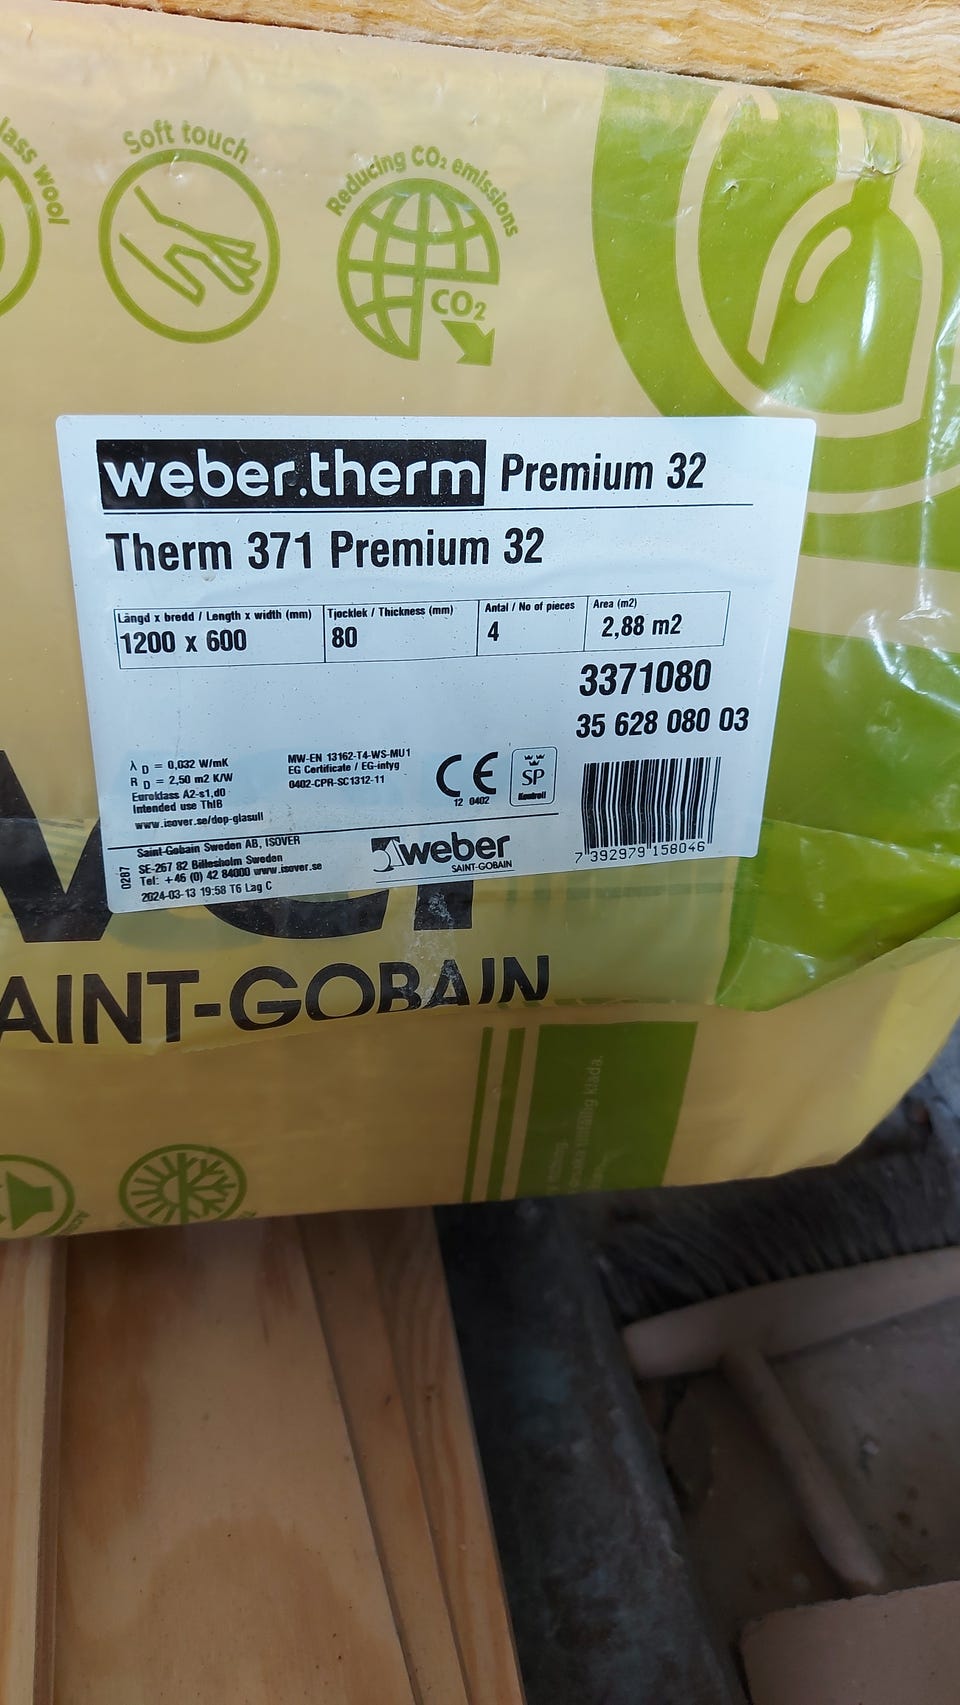 lass wool
Soft touch
Reducing CO2 emissions
CO2
weber.therm Premium 32
Therm 371 Premium 32
Längd x bredd / Length x width (mm) Tjocklek / Thickness (mm) Antal / No of pieces Area (m2)
1200 x 600 80 4 2,88 m2
3371080
35 628 080 03
λ D = 0,032 W/mK
R D = 2,50 m2 K/W
Euroklass A2-s1,d0
Intended use ThIB
www.isover.se/dop-glasull
MW-EN 13162-T4-WS-MU1
EG Certificate / EG-intyg
0402-CPR-SC1312-11
CE
12 0402
SP
Kontroll
7 392979 158046
0287
Saint-Gobain Sweden AB, ISOVER
SE-267 82 Billesholm Sweden
Tel: +46 (0) 42 84000 www.isover.se
2024-03-13 19:58 T6 Lag C
weber
SAINT-GOBAIN
AINT-GOBAIN
klåda.